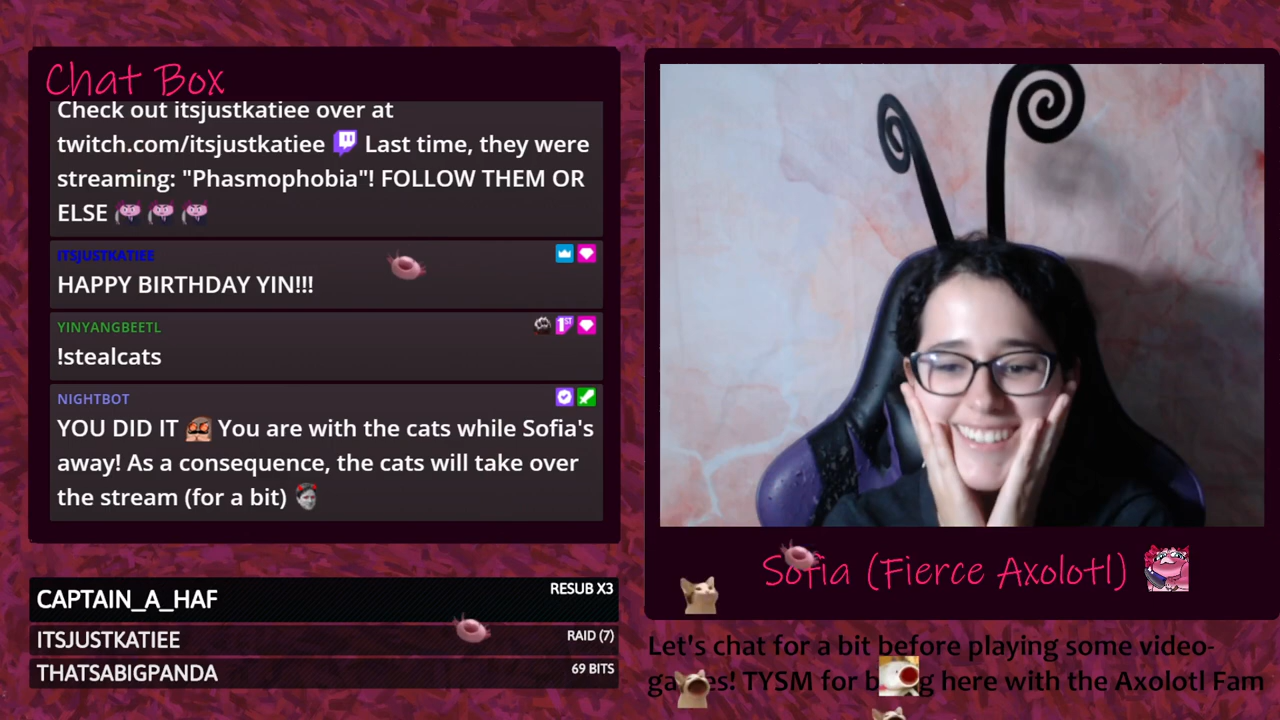 Chat Box
Check out itsjustkatiee over at
twitch.com/itsjustkatiee Last time, they were
streaming: "Phasmophobia"! FOLLOW THEM OR
ELSE
ITSJUSTKATIEE
HAPPY BIRTHDAY YIN!!!
YINYANGBEETL
1ST
!stealcats
NIGHTBOT
YOU DID IT You are with the cats while Sofia's
away! As a consequence, the cats will take over
the stream (for a bit)
CAPTAIN_A_HAF RESUB X3
ITSJUSTKATIEE RAID (7)
THATSABIGPANDA 69 BITS
Sofia (Fierce Axolotl)
Let's chat for a bit before playing some video-
TYSM for here with the Axolotl Fam